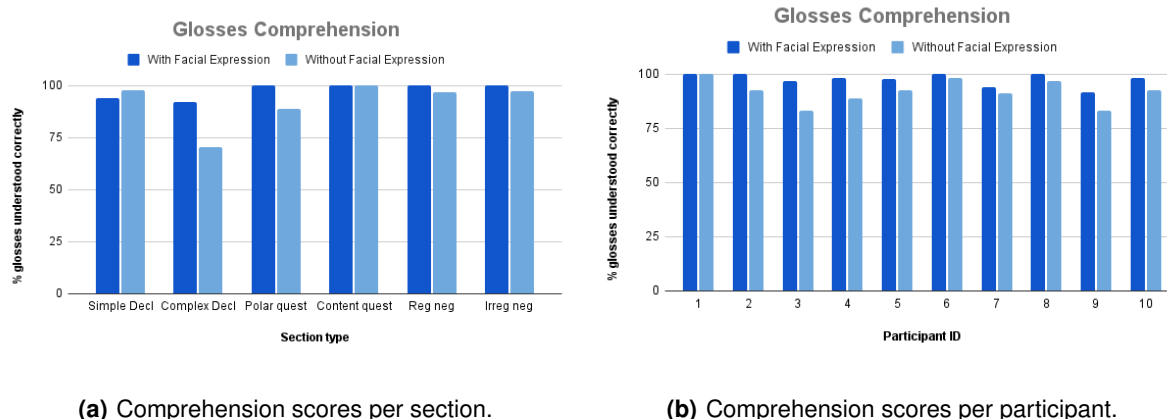 Glosses Comprehension
With Facial Expression Without Facial Expression
% glosses understood correctly
100
75
50
25
0
Simple Decl Complex Decl Polar quest Content quest Reg neg Irreg neg
Section type
(a) Comprehension scores per section.
Glosses Comprehension
With Facial Expression Without Facial Expression
% glosses understood correctly
100
75
50
25
0
1 2 3 4 5 6 7 8 9 10
Participant ID
(b) Comprehension scores per participant.